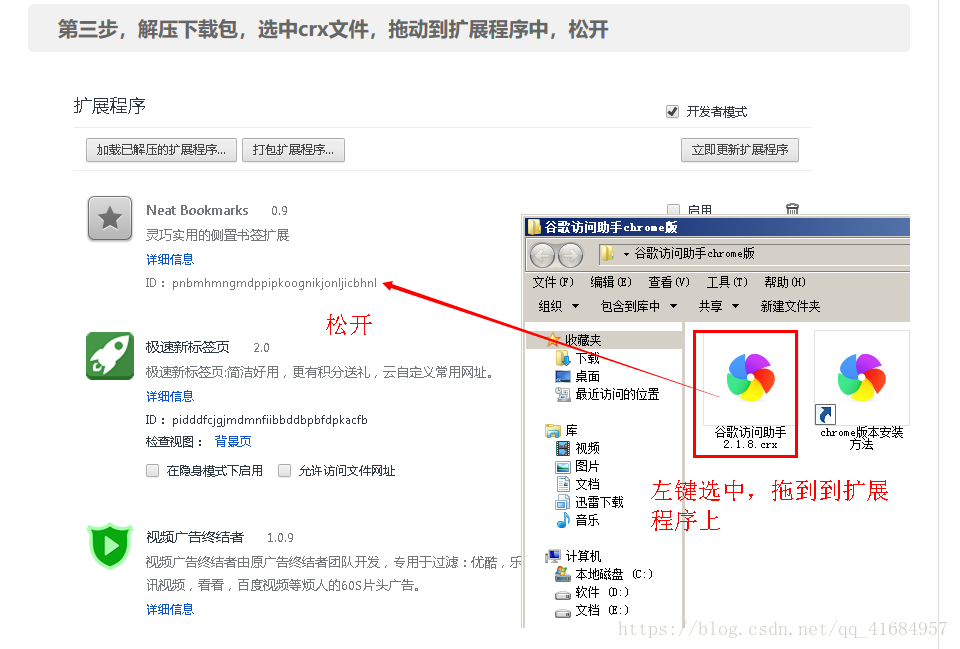 第三步，解压下载包，选中crx文件，拖动到扩展程序中，松开
扩展程序
开发者模式
加载已解压的扩展程序...
打包扩展程序...
立即更新扩展程序
Neat Bookmarks 0.9
启用
灵巧实用的侧置书签扩展
详细信息
ID： pnbmhmngmdppipkoognikjonljicbhnl
松开
极速新标签页 2.0
极速新标签页:简洁好用，更有积分送礼，云自定义常用网址。
详细信息
ID： pidddfcjgjmdmnfiibbddbpbfdpkacfb
检查视图： 背景页
在隐身模式下启用
允许访问文件网址
视频广告终结者 1.0.9
视频广告终结者由原广告终结者团队开发，专用于过滤：优酷，乐
讯视频，看看，百度视频等烦人的60S片头广告。
详细信息
谷歌访问助手chrome版
谷歌访问助手chrome版
文件(F) 编辑(E) 查看(V) 工具(T) 帮助(H)
组织 包含到库中 共享 新建文件夹
收藏夹
下载
桌面
最近访问的位置
库
视频
图片
文档
迅雷下载
音乐
计算机
本地磁盘 (C:)
软件 (D:)
文档 (E:)
谷歌访问助手
2.1.8.crx
chrome版本安装
方法
左键选中，拖到到扩展
程序上
https://blog.csdn.net/qq_41684957